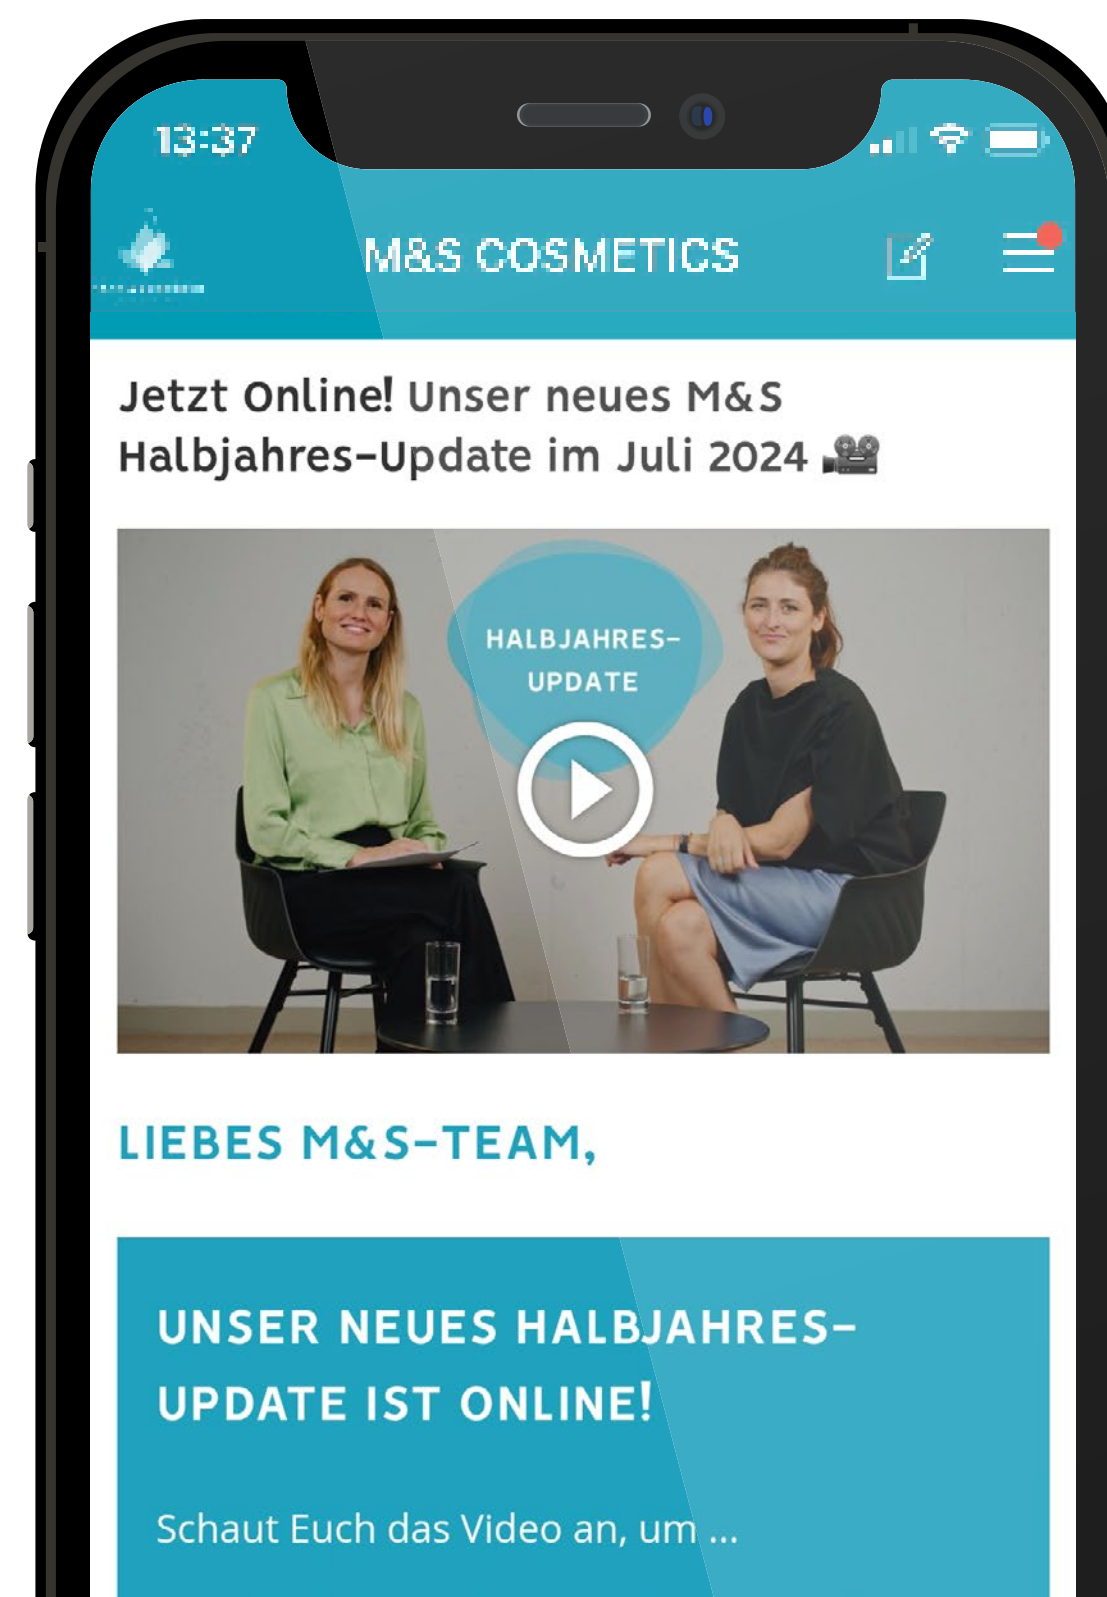 13:37
M&S COSMETICS
Jetzt Online! Unser neues M&S
Halbjahres-Update im Juli 2024
HALBJAHRES-
UPDATE
LIEBES M&S-TEAM,
UNSER NEUES HALBJAHRES-
UPDATE IST ONLINE!
Schaut Euch das Video an, um ...